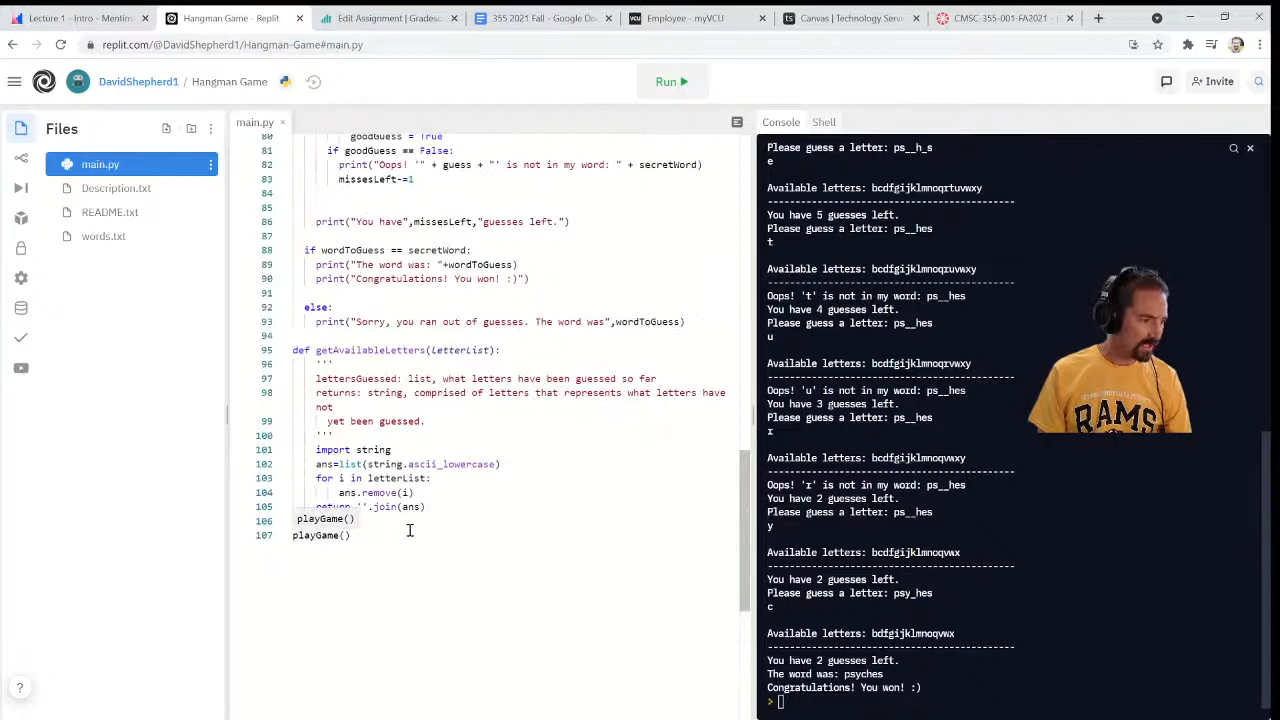 Lecture 1 - Intro - Mentim
Hangman Game - Replit
Edit Assignment | Gradesc
355 2021 Fall - Google Do
Employee - myVCU
Canvas | Technology Serv
CMSC-355-001-FA2021 -
replit.com/@DavidShepherd1/Hangman-Game#main.py
DavidShepherd1 / Hangman Game
Run
Invite
Files
main.py
Description.txt
README.txt
words.txt
main.py
80 goodGuess = True
81 if goodGuess == False:
82 print("Oops! '" + guess + "' is not in my word: " + secretWord)
83 missesLeft-=1
84
85
86 print("You have",missesLeft,"guesses left.")
87
88 if wordToGuess == secretWord:
89 print("The word was: "+wordToGuess)
90 print("Congratulations! You won! :)")
91
92 else:
93 print("Sorry, you ran out of guesses. The word was",wordToGuess)
94
95 def getAvailableLetters(letterList):
96 '''
97 lettersGuessed: list, what letters have been guessed so far
98 returns: string, comprised of letters that represents what letters have
not
99 yet been guessed.
100 '''
101 import string
102 ans=list(string.ascii_lowercase)
103 for i in letterList:
104 ans.remove(i)
105 return ''.join(ans)
playGame()
106
107 playGame()
Console Shell
Please guess a letter: ps__h_s
e
Available letters: bcdfgijklmnoqrtuvwxy
-----------------------------------------
You have 5 guesses left.
Please guess a letter: ps__hes
t
Available letters: bcdfgijklmnoqruvwxy
-----------------------------------------
Oops! 't' is not in my word: ps__hes
You have 4 guesses left.
Please guess a letter: ps__hes
u
Available letters: bcdfgijklmnoqrvwxy
-----------------------------------------
Oops! 'u' is not in my word: ps__hes
You have 3 guesses left.
Please guess a letter: ps__hes
r
Available letters: bcdfgijklmnoqvwxy
-----------------------------------------
Oops! 'r' is not in my word: ps__hes
You have 2 guesses left.
Please guess a letter: ps__hes
y
Available letters: bcdfgijklmnoqvwx
-----------------------------------------
You have 2 guesses left.
Please guess a letter: psy_hes
c
Available letters: bdfgijklmnoqvwx
-----------------------------------------
You have 2 guesses left.
The word was: psyches
Congratulations! You won! :)
>
RAMS
?